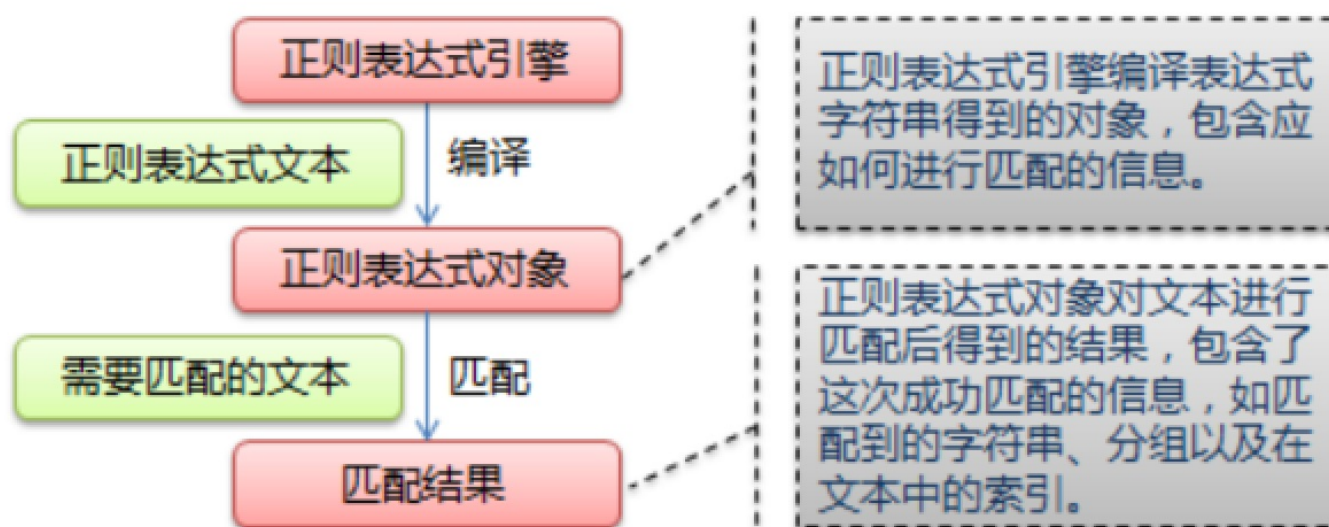 正则表达式引擎
正则表达式文本
编译
正则表达式对象
需要匹配的文本
匹配
匹配结果
正则表达式引擎编译表达式
字符串得到的对象，包含应
如何进行匹配的信息。
正则表达式对象对文本进行
匹配后得到的结果，包含了
这次成功匹配的信息，如匹
配到的字符串、分组以及在
文本中的索引。